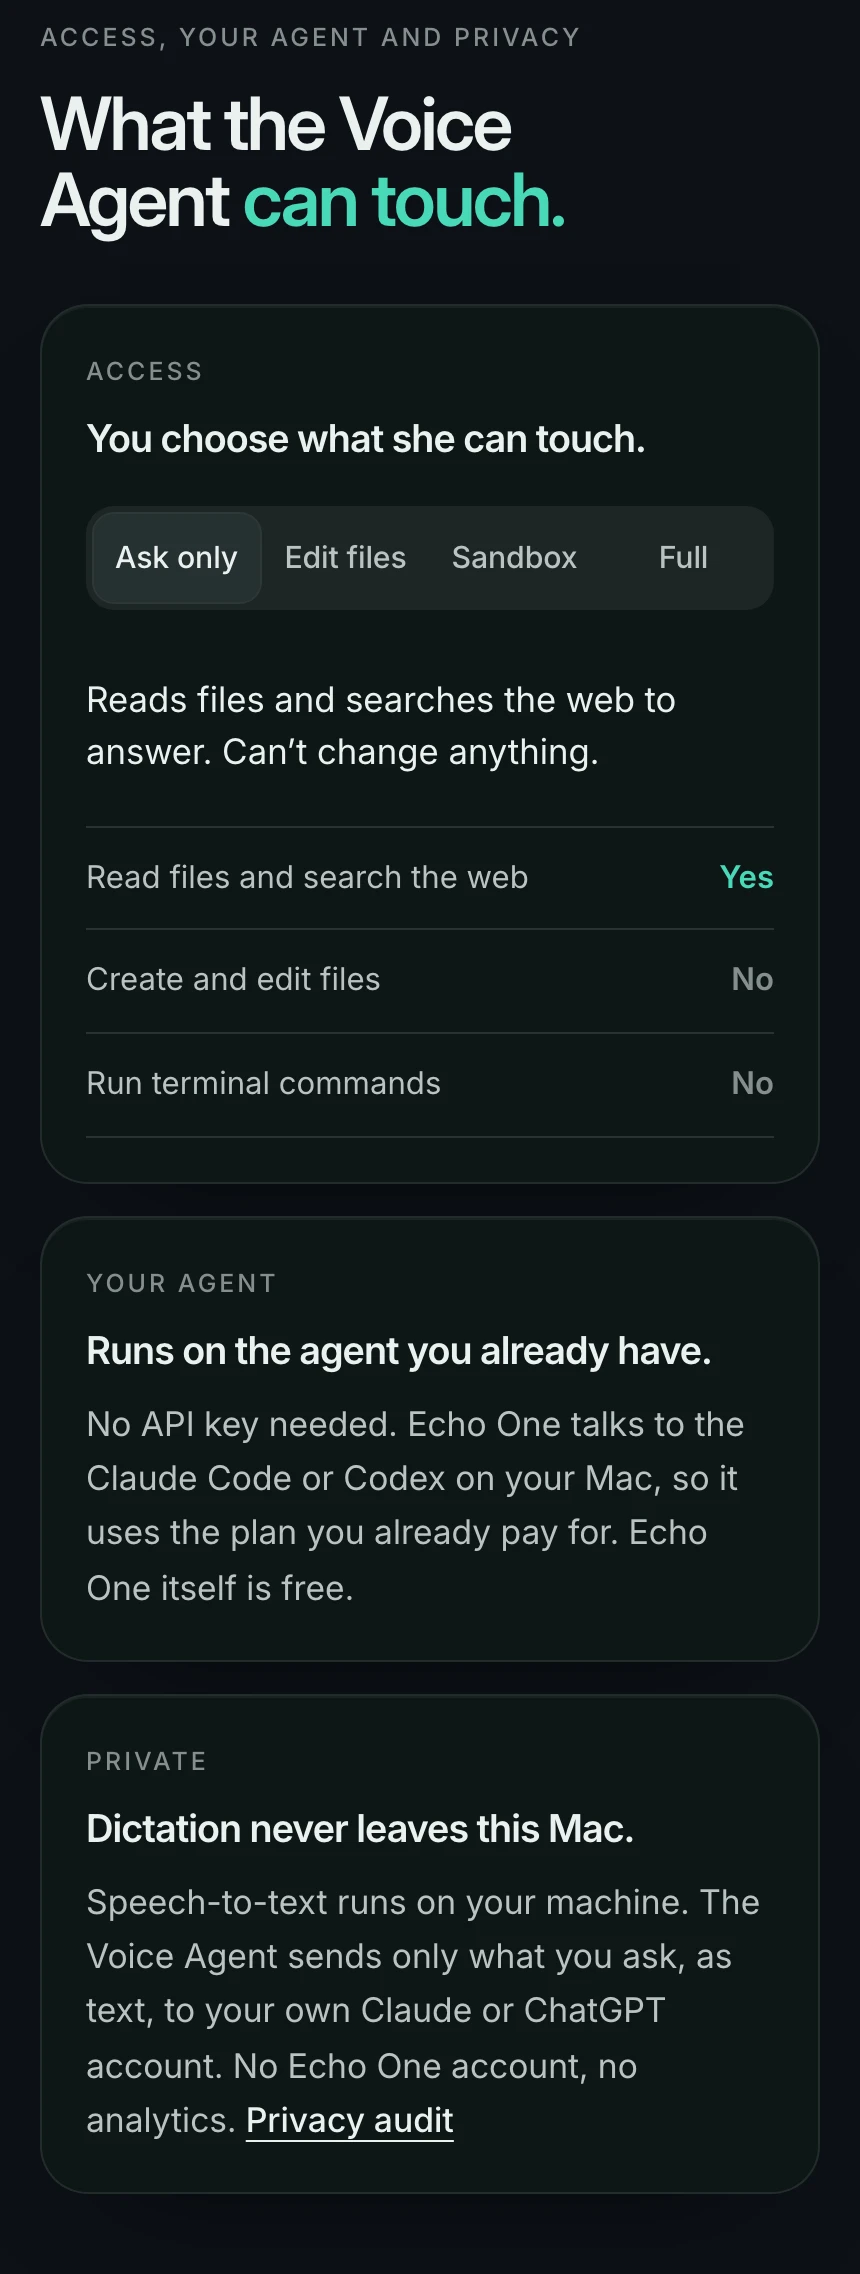 ACCESS, YOUR AGENT AND PRIVACY
What the Voice
Agent can touch.
ACCESS
You choose what she can touch.
Ask only Edit files Sandbox Full
Reads files and searches the web to
answer. Can’t change anything.
Read files and search the web Yes
Create and edit files No
Run terminal commands No
YOUR AGENT
Runs on the agent you already have.
No API key needed. Echo One talks to the
Claude Code or Codex on your Mac, so it
uses the plan you already pay for. Echo
One itself is free.
PRIVATE
Dictation never leaves this Mac.
Speech-to-text runs on your machine. The
Voice Agent sends only what you ask, as
text, to your own Claude or ChatGPT
account. No Echo One account, no
analytics. Privacy audit